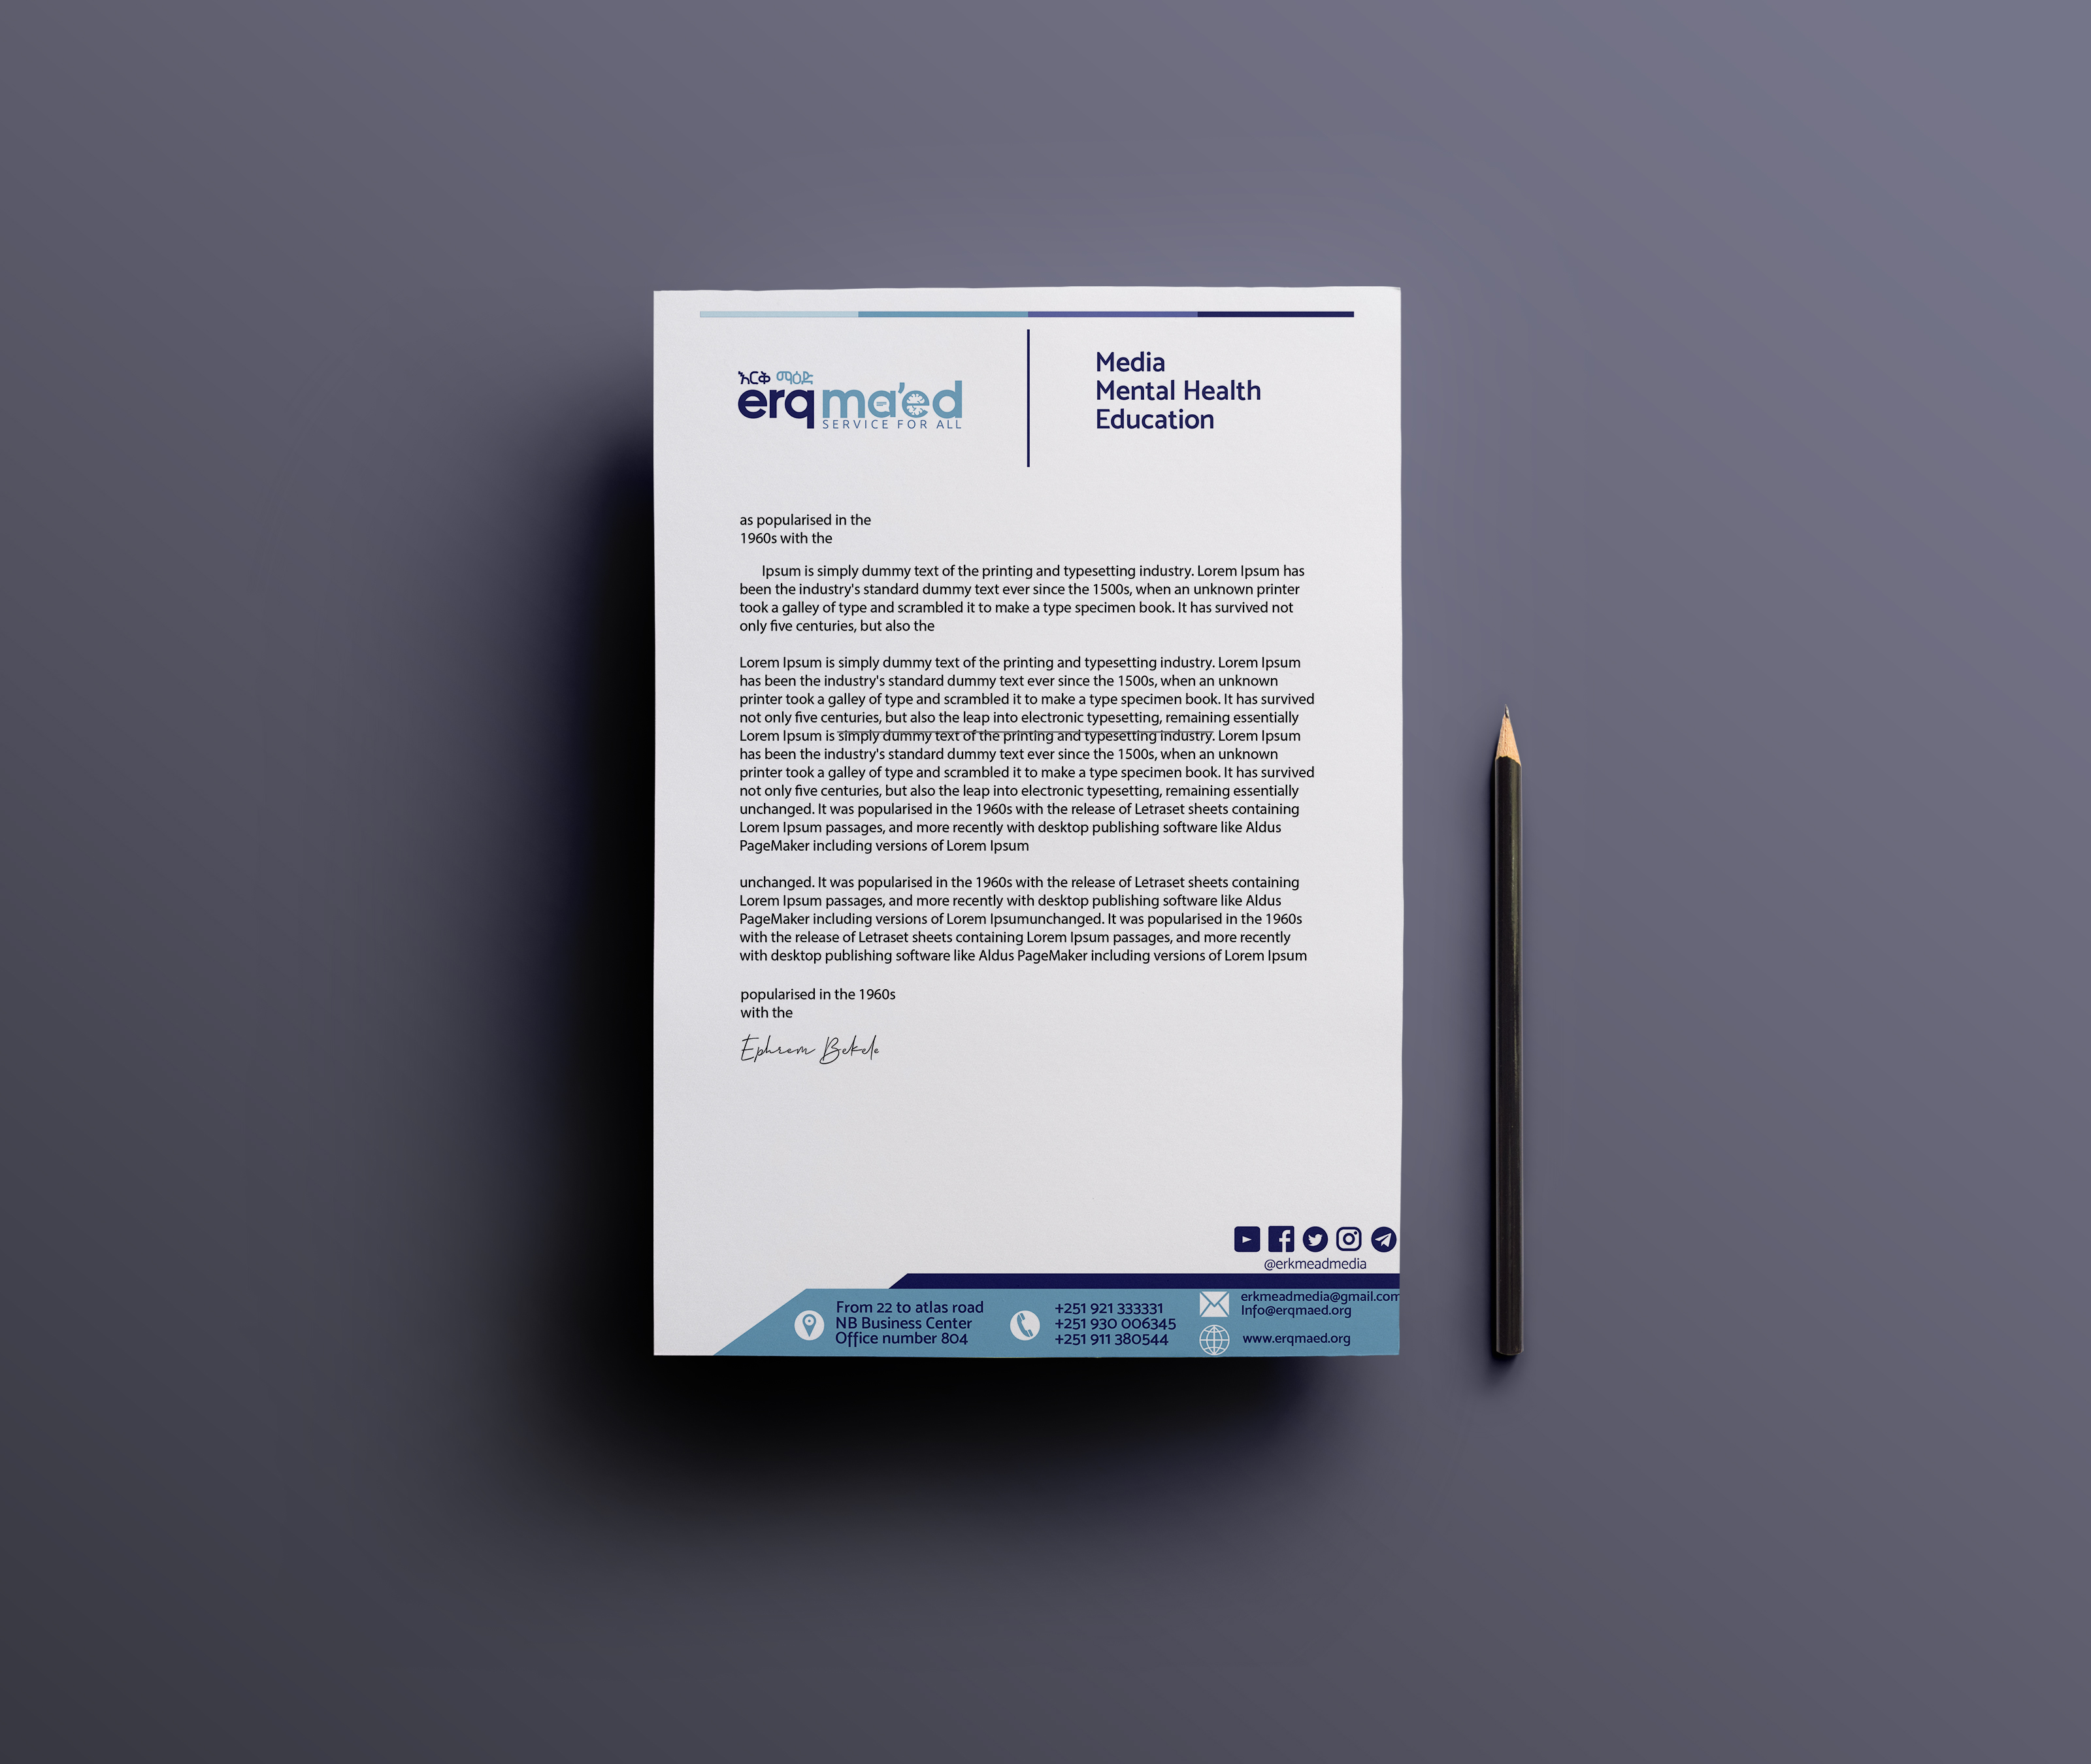 እርቅ ማዕድ
erq ma'ed
SERVICE FOR ALL
Media
Mental Health
Education
as popularised in the
1960s with the
Ipsum is simply dummy text of the printing and typesetting industry. Lorem Ipsum has
been the industry's standard dummy text ever since the 1500s, when an unknown printer
took a galley of type and scrambled it to make a type specimen book. It has survived not
only five centuries, but also the
Lorem Ipsum is simply dummy text of the printing and typesetting industry. Lorem Ipsum
has been the industry's standard dummy text ever since the 1500s, when an unknown
printer took a galley of type and scrambled it to make a type specimen book. It has survived
not only five centuries, but also the leap into electronic typesetting, remaining essentially
Lorem Ipsum is simply dummy text of the printing and typesetting industry. Lorem Ipsum
has been the industry's standard dummy text ever since the 1500s, when an unknown
printer took a galley of type and scrambled it to make a type specimen book. It has survived
not only five centuries, but also the leap into electronic typesetting, remaining essentially
unchanged. It was popularised in the 1960s with the release of Letraset sheets containing
Lorem Ipsum passages, and more recently with desktop publishing software like Aldus
PageMaker including versions of Lorem Ipsum
unchanged. It was popularised in the 1960s with the release of Letraset sheets containing
Lorem Ipsum passages, and more recently with desktop publishing software like Aldus
PageMaker including versions of Lorem Ipsumunchanged. It was popularised in the 1960s
with the release of Letraset sheets containing Lorem Ipsum passages, and more recently
with desktop publishing software like Aldus PageMaker including versions of Lorem Ipsum
popularised in the 1960s
with the
Ephrem Bekele
@erkmeadmedia
From 22 to atlas road
NB Business Center
Office number 804
+251 921 333331
+251 930 006345
+251 911 380544
erkmeadmedia@gmail.com
Info@erqmaed.org
www.erqmaed.org